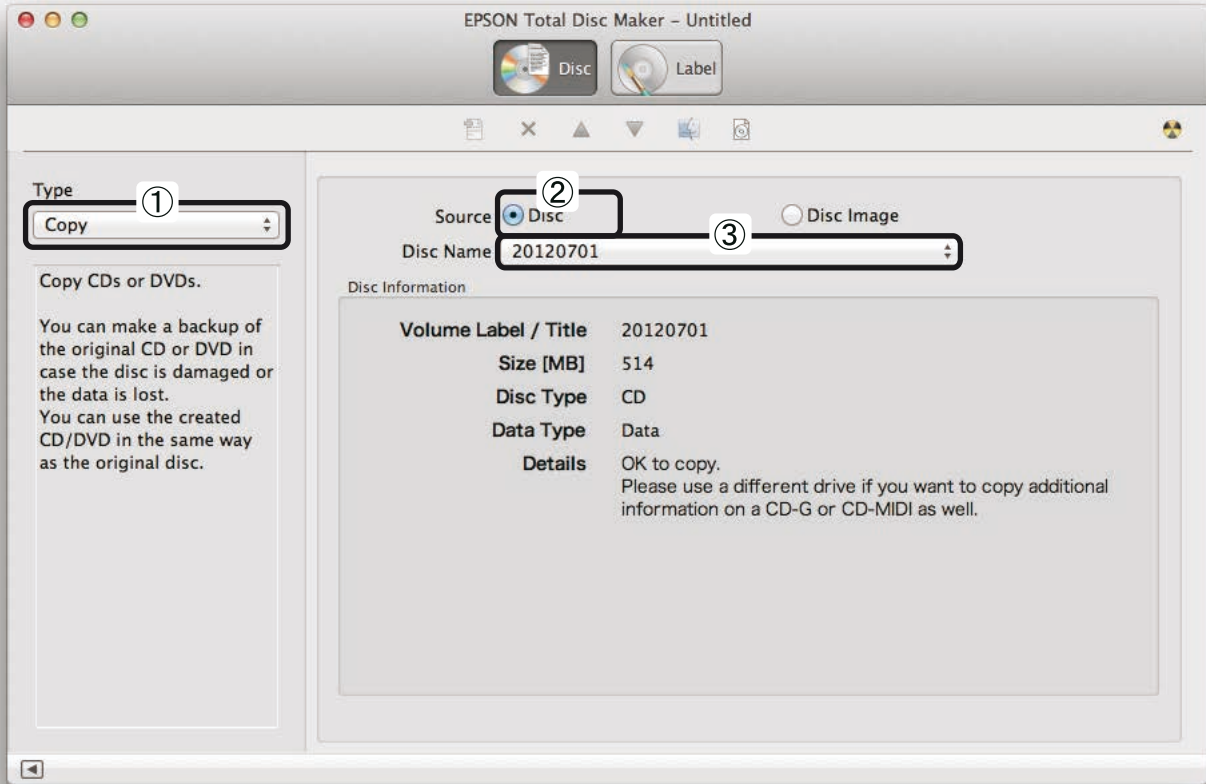 EPSON Total Disc Maker – Untitled
Disc
Label
Type
①
Copy
Copy CDs or DVDs.
You can make a backup of
the original CD or DVD in
case the disc is damaged or
the data is lost.
You can use the created
CD/DVD in the same way
as the original disc.
②
Source Disc Disc Image
③
Disc Name 20120701
Disc Information
Volume Label / Title 20120701
Size [MB] 514
Disc Type CD
Data Type Data
Details OK to copy.
Please use a different drive if you want to copy additional
information on a CD-G or CD-MIDI as well.